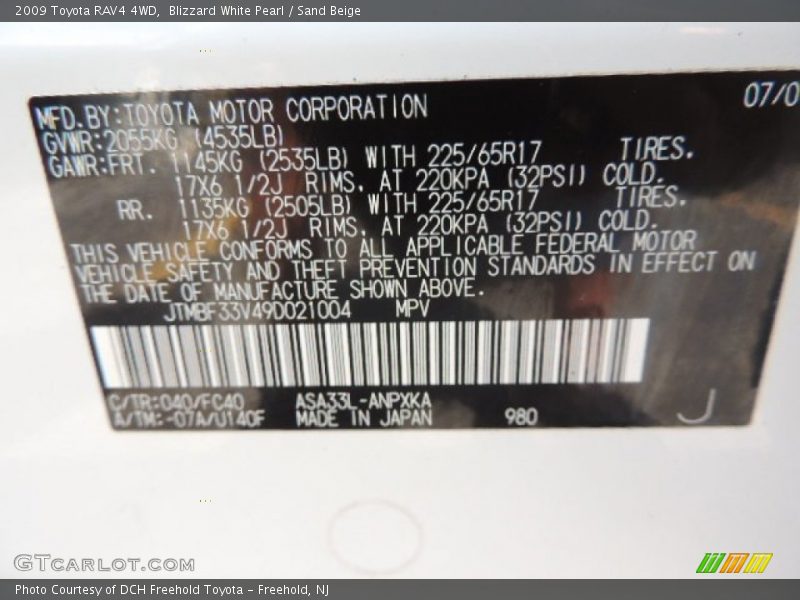 2009 Toyota RAV4 4WD,  Blizzard White Pearl / Sand Beige
MFD.BY:TOYOTA MOTOR CORPORATION 07/0
GVWR:2055KG (4535LB)
GAWR:FRT. 1145KG (2535LB) WITH 225/65R17 TIRES.
17X6 1/2J RIMS. AT 220KPA (32PSI) COLD.
RR. 1135KG (2505LB) WITH 225/65R17 TIRES.
17X6 1/2J RIMS. AT 220KPA (32PSI) COLD.
THIS VEHICLE CONFORMS TO ALL APPLICABLE FEDERAL MOTOR
VEHICLE SAFETY AND THEFT PREVENTION STANDARDS IN EFFECT ON
THE DATE OF MANUFACTURE SHOWN ABOVE.
JTMBF33V49D021004 MPV
C/TR:040/FC40 ASA33L-ANPXKA
A/TM:-07A/U140F MADE IN JAPAN 980 J
GTCARLOT.COM
Photo Courtesy of DCH Freehold Toyota - Freehold, NJ